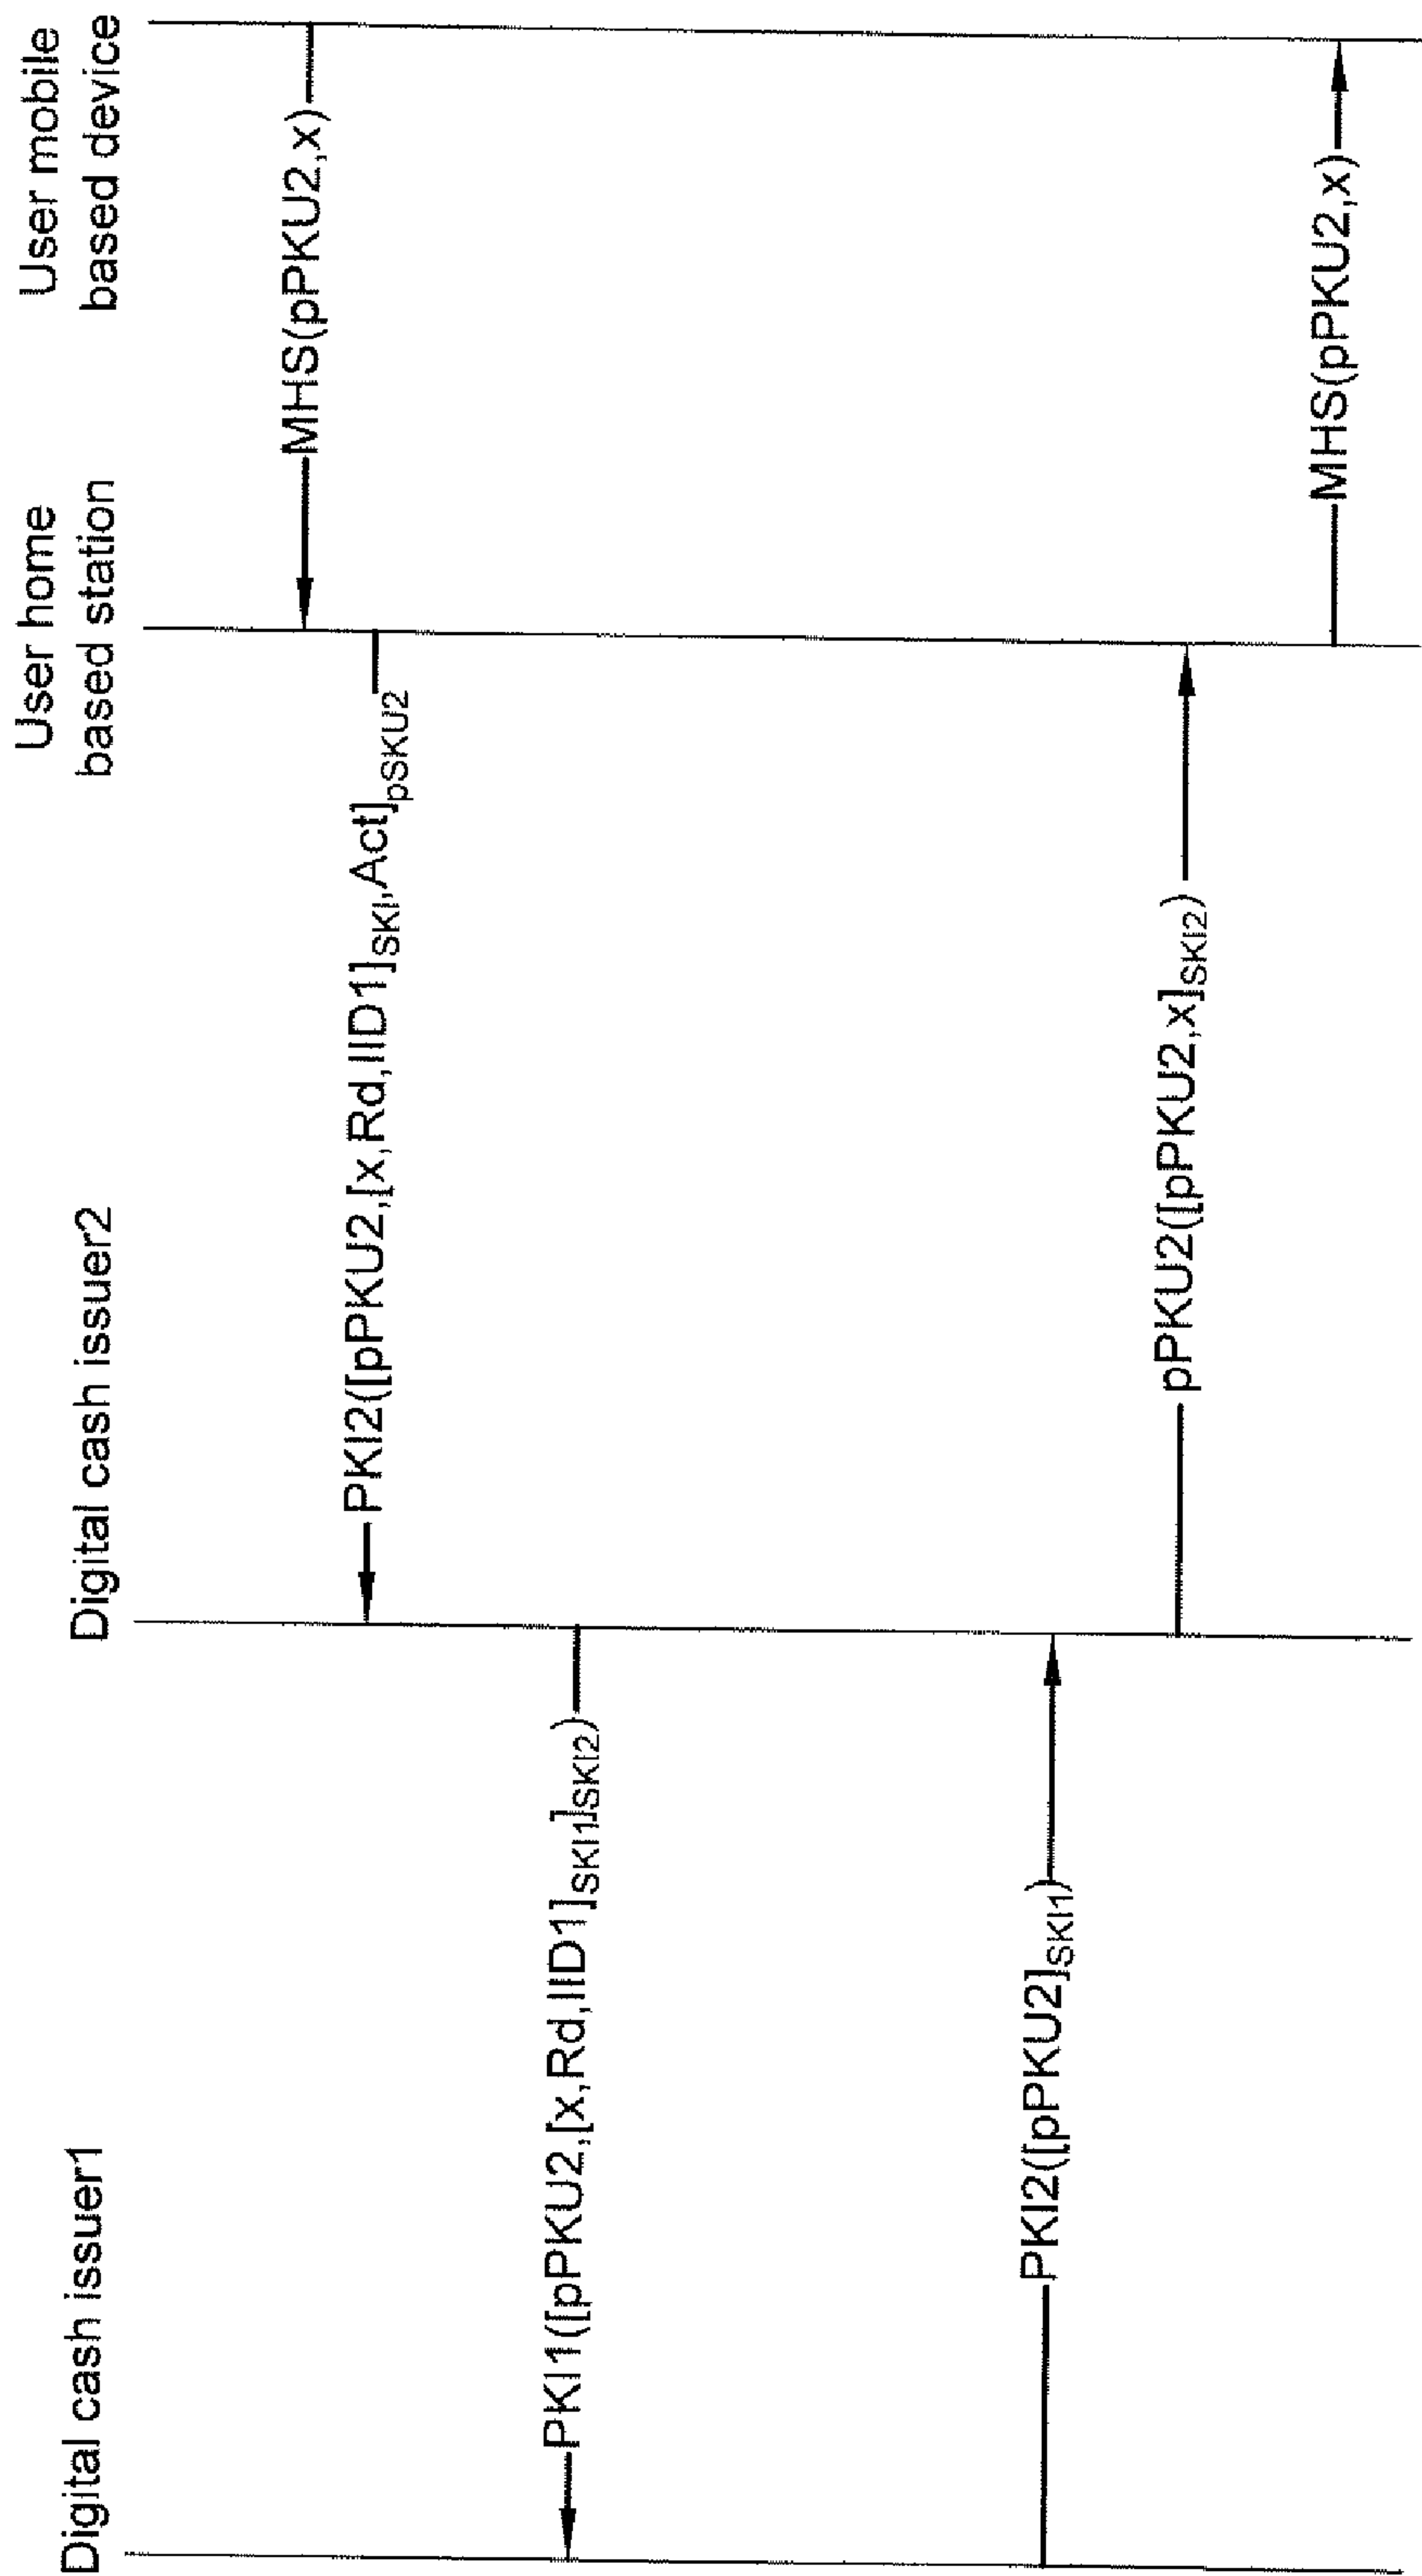 Digital cash issuer1
Digital cash issuer2
User home
based station
User mobile
based device
MHS(pPKU2,x)
PKI2([pPKU2,[x,Rd,IID1]SKI,Act]pSKU2
PKI1([pPKU2,[x,Rd,IID1]SKI1]SKI2)
PKI2([pPKU2]SKI1)
pPKU2([pPKU2,x]SKI2)
MHS(pPKU2,x)